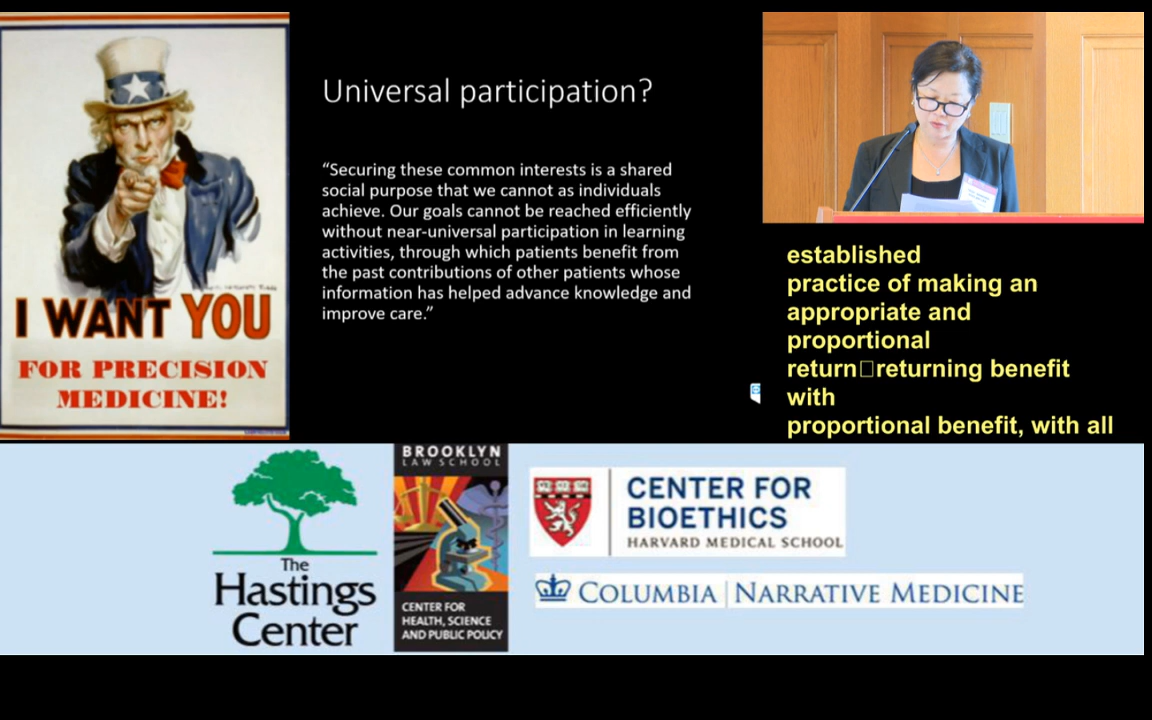 I WANT YOU
FOR PRECISION
MEDICINE!
Universal participation?
“Securing these common interests is a shared
social purpose that we cannot as individuals
achieve. Our goals cannot be reached efficiently
without near-universal participation in learning
activities, through which patients benefit from
the past contributions of other patients whose
information has helped advance knowledge and
improve care.”
established
practice of making an
appropriate and
proportional
return□returning benefit
with
proportional benefit, with all
The
Hastings
Center
BROOKLYN
LAW SCHOOL
CENTER FOR
HEALTH, SCIENCE
AND PUBLIC POLICY
CENTER FOR
BIOETHICS
HARVARD MEDICAL SCHOOL
COLUMBIA | NARRATIVE MEDICINE